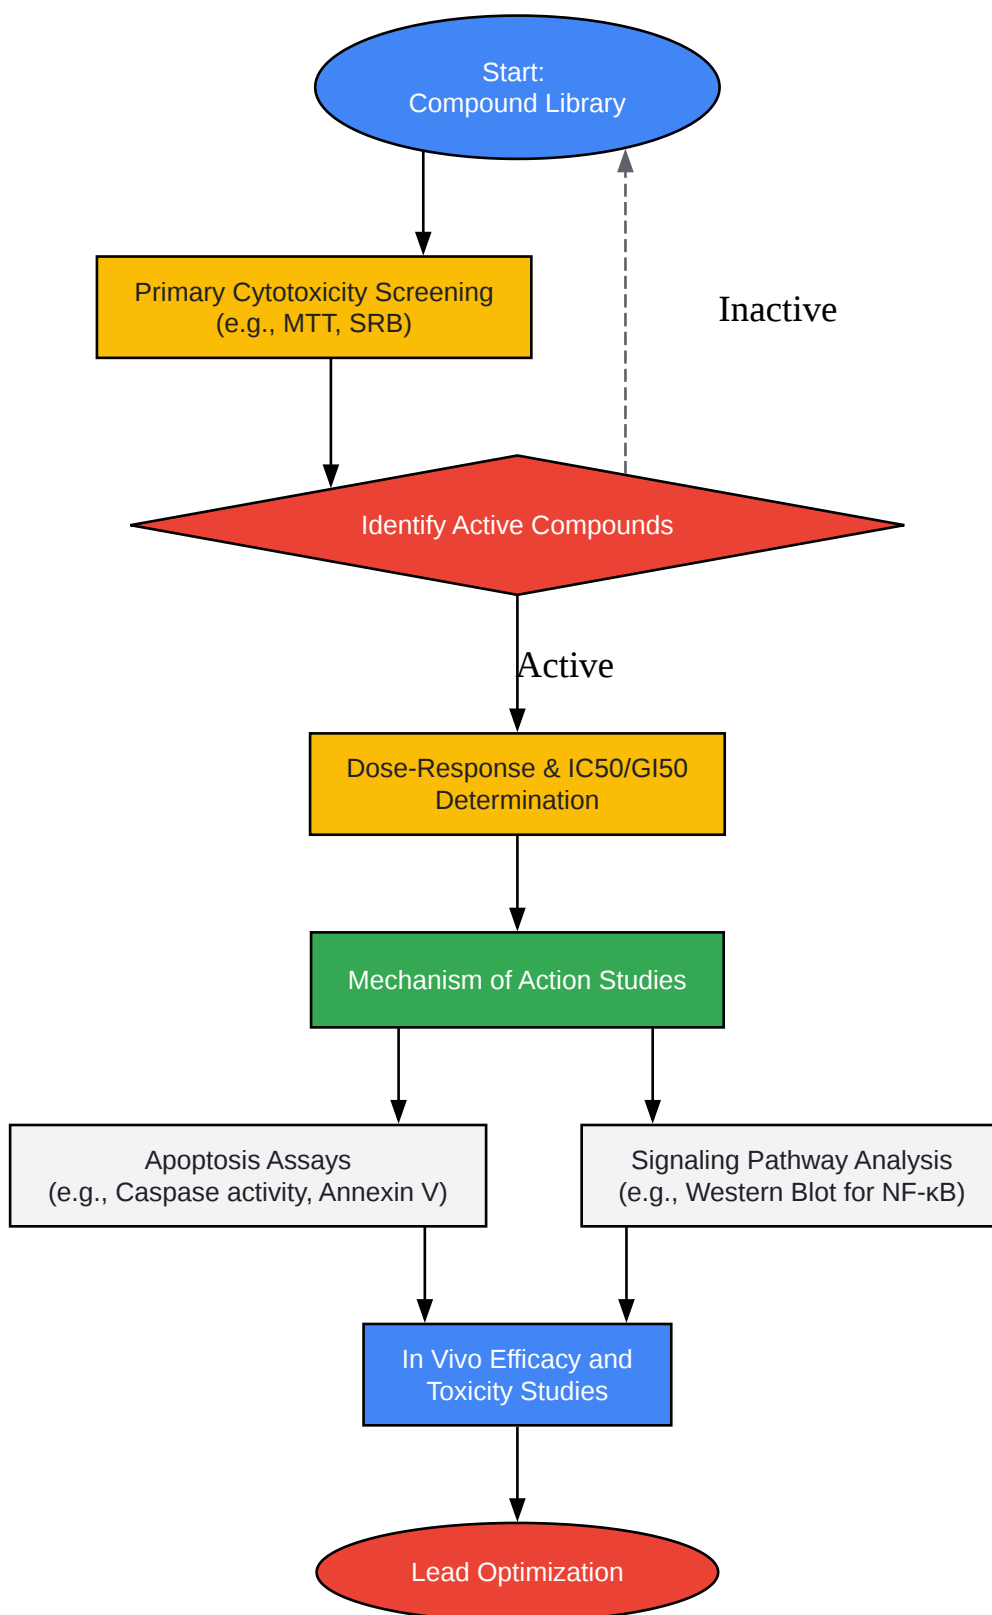 Start:
Compound Library
Primary Cytotoxicity Screening
(e.g., MTT, SRB)
Inactive
Identify Active Compounds
Active
Dose-Response & IC50/GI50
Determination
Mechanism of Action Studies
Apoptosis Assays
(e.g., Caspase activity, Annexin V)
Signaling Pathway Analysis
(e.g., Western Blot for NF-κB)
In Vivo Efficacy and
Toxicity Studies
Lead Optimization